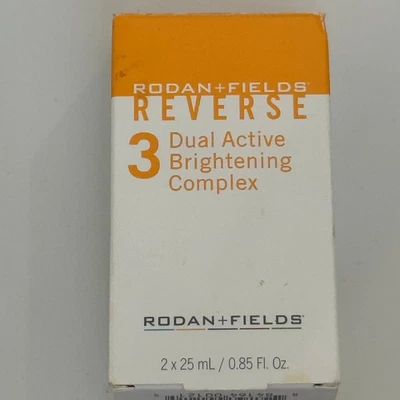 RODAN+FIELDS®
REVERSE
3 Dual Active
Brightening
Complex
RODAN+FIELDS®
2 x 25 mL / 0.85 Fl. Oz.